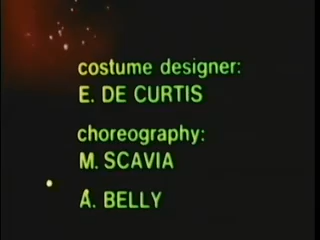 costume designer:
E. DE CURTIS
choreography:
M. SCAVIA
A. BELLY